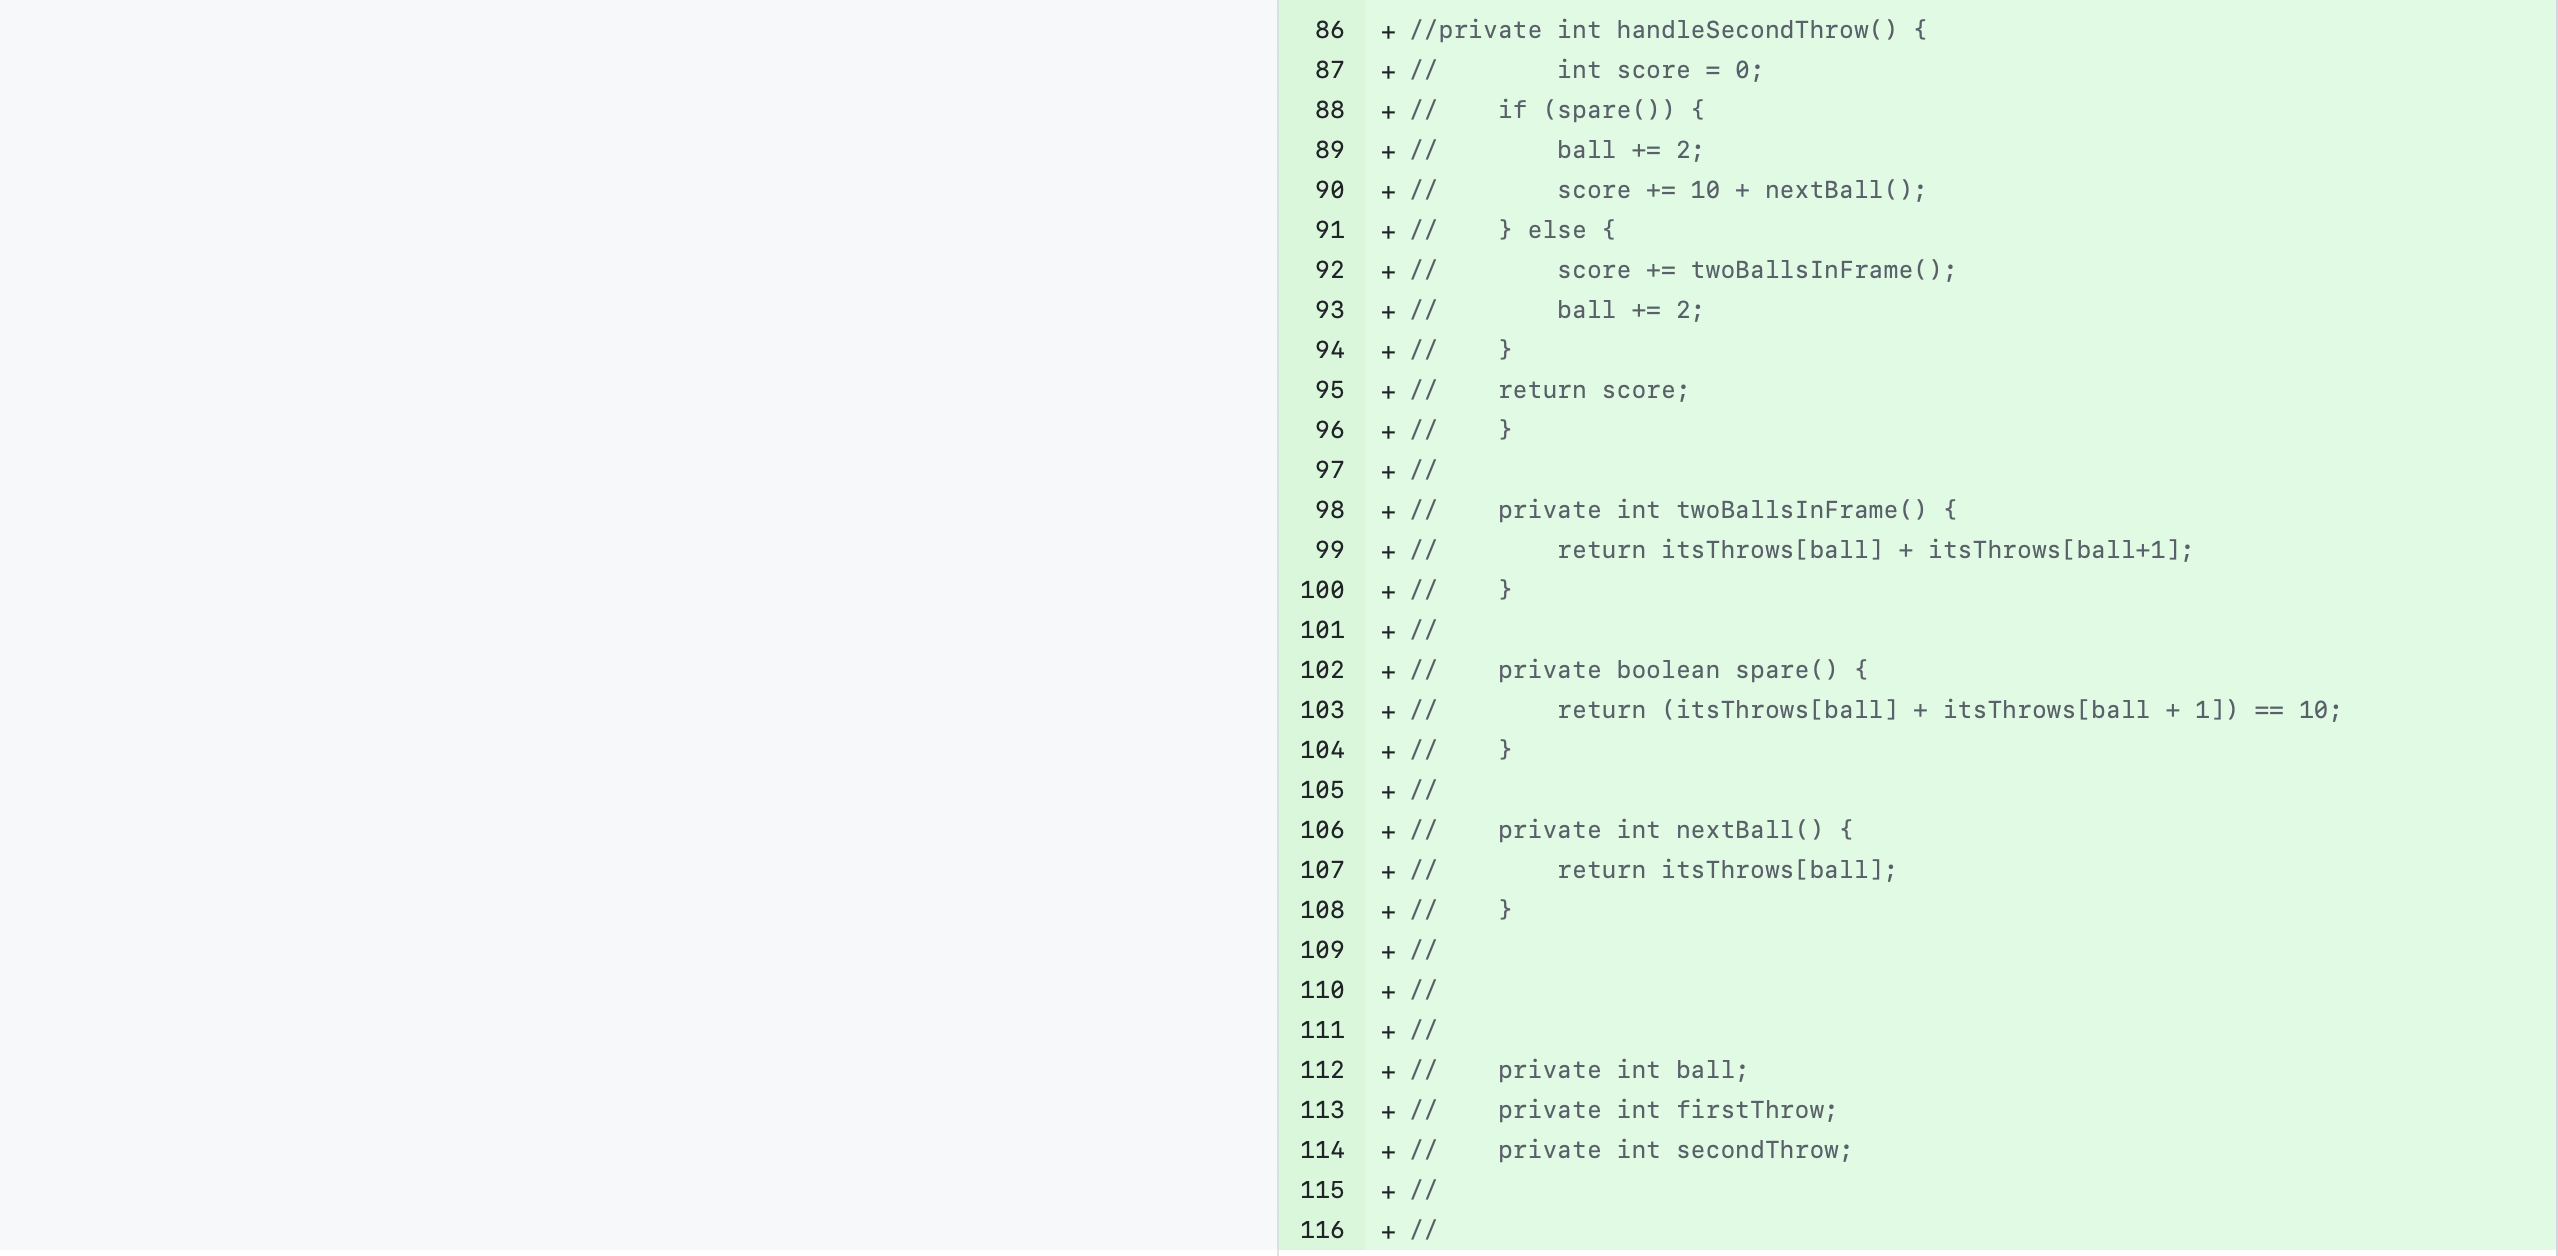 86 + //private int handleSecondThrow() {
87 + //        int score = 0;
88 + //    if (spare()) {
89 + //        ball += 2;
90 + //        score += 10 + nextBall();
91 + //    } else {
92 + //        score += twoBallsInFrame();
93 + //        ball += 2;
94 + //    }
95 + //    return score;
96 + //    }
97 + //
98 + //    private int twoBallsInFrame() {
99 + //        return itsThrows[ball] + itsThrows[ball+1];
100 + //    }
101 + //
102 + //    private boolean spare() {
103 + //        return (itsThrows[ball] + itsThrows[ball + 1]) == 10;
104 + //    }
105 + //
106 + //    private int nextBall() {
107 + //        return itsThrows[ball];
108 + //    }
109 + //
110 + //
111 + //
112 + //    private int ball;
113 + //    private int firstThrow;
114 + //    private int secondThrow;
115 + //
116 + //